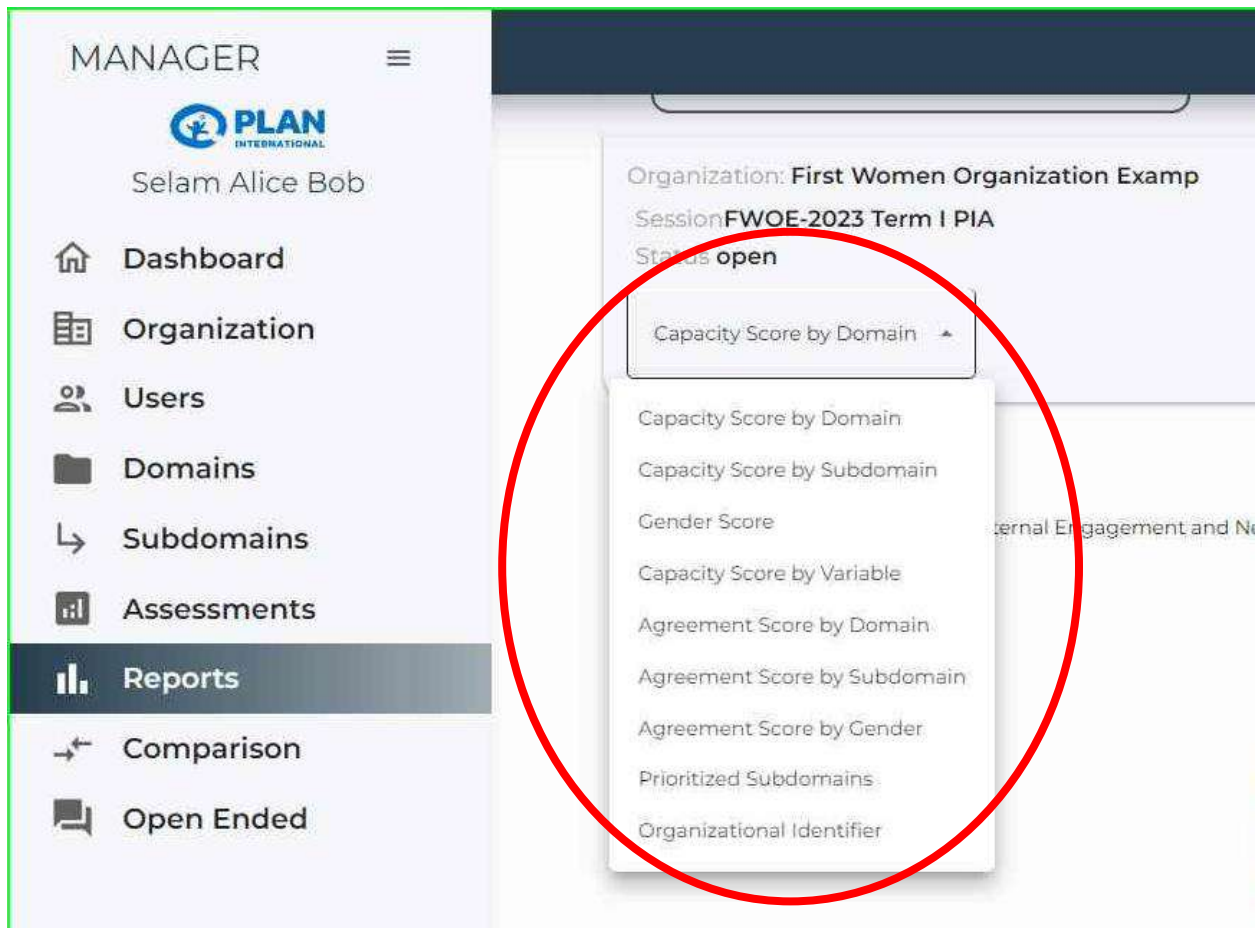 MANAGER
PLAN
INTERNATIONAL
Selam Alice Bob
Dashboard
Organization
Users
Domains
Subdomains
Assessments
Reports
Comparison
Open Ended
Organization: First Women Organization Examp
SessionFWOE-2023 Term I PIA
Status open
Capacity Score by Domain
Capacity Score by Domain
Capacity Score by Subdomain
Gender Score
ternal Engagement and Ne
Capacity Score by Variable
Agreement Score by Domain
Agreement Score by Subdomain
Agreement Score by Gender
Prioritized Subdomains
Organizational Identifier